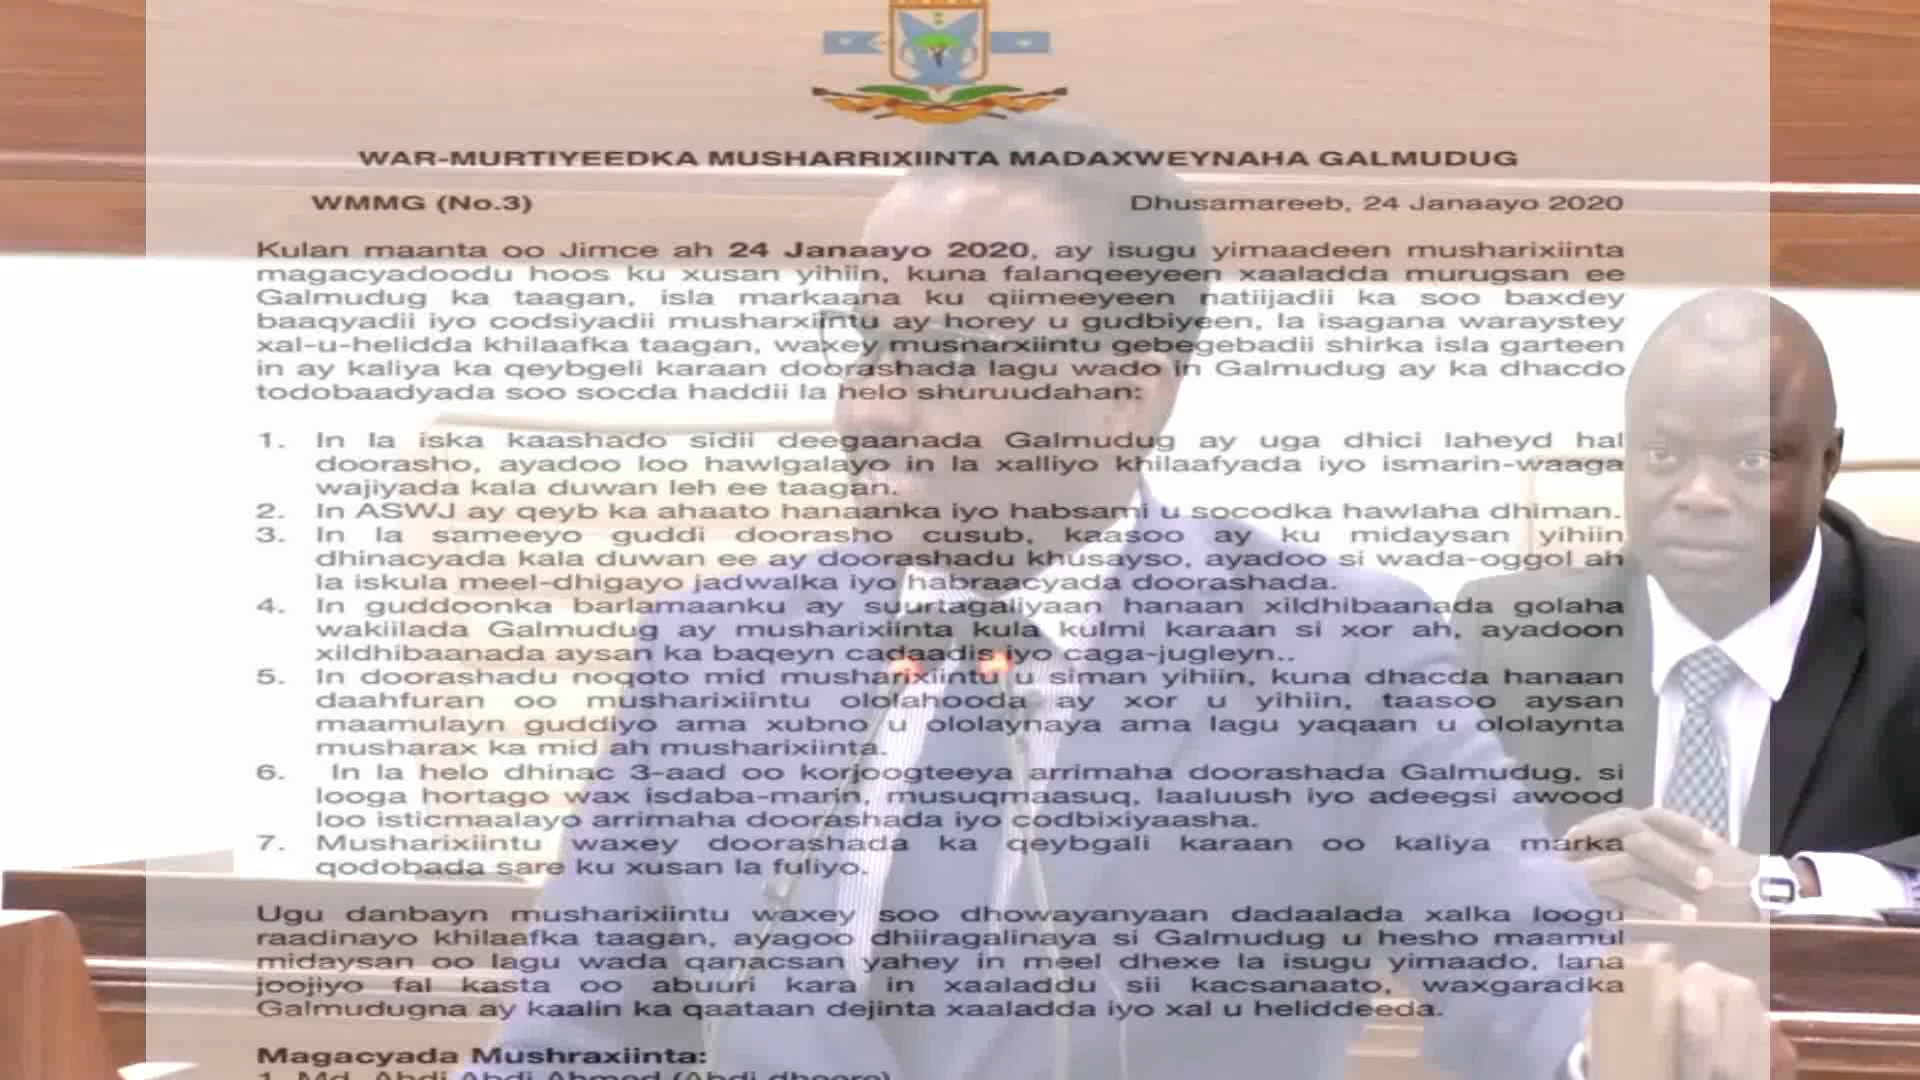 WAR-MURTIYEEDKA MUSHARRIXIINTA MADAXWEYNAHA GALMUDUG
WMMG (No.3) Dhusamareeb, 24 Janaayo 2020
Kulan maanta oo Jimce ah 24 Janaayo 2020, ay isugu yimaadeen musharixiinta
magacyadoodu hoos ku xusan yihiin, kuna falanqeeyeen xaaladda murugsan ee
Galmudug ka taagan, isla markaana ku qiimeeyeen natiijadii ka soo baxdey
baaqyadii iyo codsiyadii musharxiintu ay horey u gudbiyeen, la isagana waraystey
xal-u-helidda khilaafka taagan, waxey musharxiintu gebegebadii shirka isla garteen
in ay kaliya ka qeybgeli karaan doorashada lagu wado in Galmudug ay ka dhacdo
todobaadyada soo socda haddii la helo shuruudahan:
1. In la iska kaashado sidii deegaanada Galmudug ay uga dhici laheyd hal
doorasho, ayadoo loo hawlgalayo in la xalliyo khilaafyada iyo ismarin-waaga
wajiyada kala duwan leh ee taagan.
2. In ASWJ ay qeyb ka ahaato hanaanka iyo habsami u socodka hawlaha dhiman.
3. In la sameeyo guddi doorasho cusub, kaasoo ay ku midaysan yihiin
dhinacyada kala duwan ee ay doorashadu khusayso, ayadoo si wada-oggol ah
la iskula meel-dhigayo jadwalka iyo habraacyada doorashada.
4. In guddoonka barlamaanku ay suurtagaliyaan hanaan xildhibaanada golaha
wakiilada Galmudug ay musharixiinta kula kulmi karaan si xor ah, ayadoon
xildhibaanada aysan ka baqeyn cadaadis iyo caga-jugleyn..
5. In doorashadu noqoto mid musharixiintu u siman yihiin, kuna dhacda hanaan
daahfuran oo musharixiintu ololahooda ay xor u yihiin, taasoo aysan
maamulayn guddiyo ama xubno u ololaynaya ama lagu yaqaan u ololaynta
musharax ka mid ah musharixiinta.
6. In la helo dhinac 3-aad oo korjoogteeya arrimaha doorashada Galmudug, si
looga hortago wax isdaba-marin, musuqmaasuq, laaluush iyo adeegsi awood
loo isticmaalayo arrimaha doorashada iyo codbixiyaasha.
7. Musharixiintu waxey doorashada ka qeybgali karaan oo kaliya marka
qodobada sare ku xusan la fuliyo.
Ugu danbayn musharixiintu waxey soo dhowayanyaan dadaalada xalka loogu
raadinayo khilaafka taagan, ayagoo dhiiragalinaya si Galmudug u hesho maamul
midaysan oo lagu wada qanacsan yahey in meel dhexe la isugu yimaado, lana
joojiyo fal kasta oo abuuri kara in xaaladdu sii kacsanaato, waxgaradka
Galmudugna ay kaalin ka qaataan dejinta xaaladda iyo xal u heliddeeda.
Magacyada Mushraxiinta:
1. Md. Abdi Abdi Ahmed (Abdi dheere)